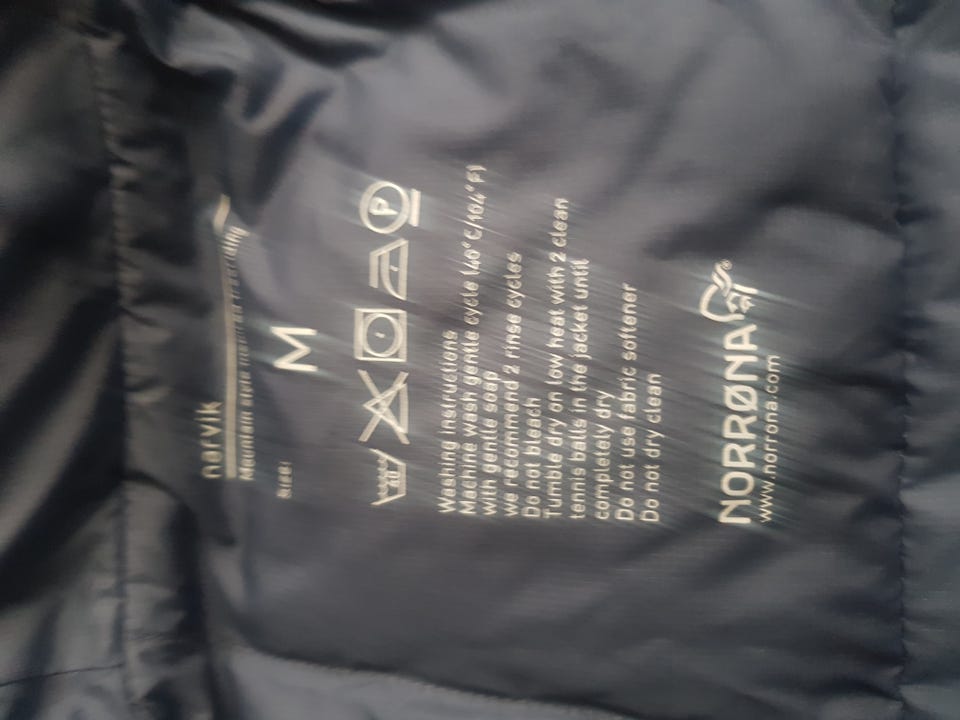 narvik
M
Size:
40
P
Washing instructions
Machine wash gentle cycle (40°C/104°F)
with gentle soap
we recommend 2 rinse cycles
Do not bleach
Tumble dry on low heat with 2 clean
tennis balls in the jacket until
completely dry
Do not use fabric softener
Do not dry clean
NORRØNA®
www.norrona.com